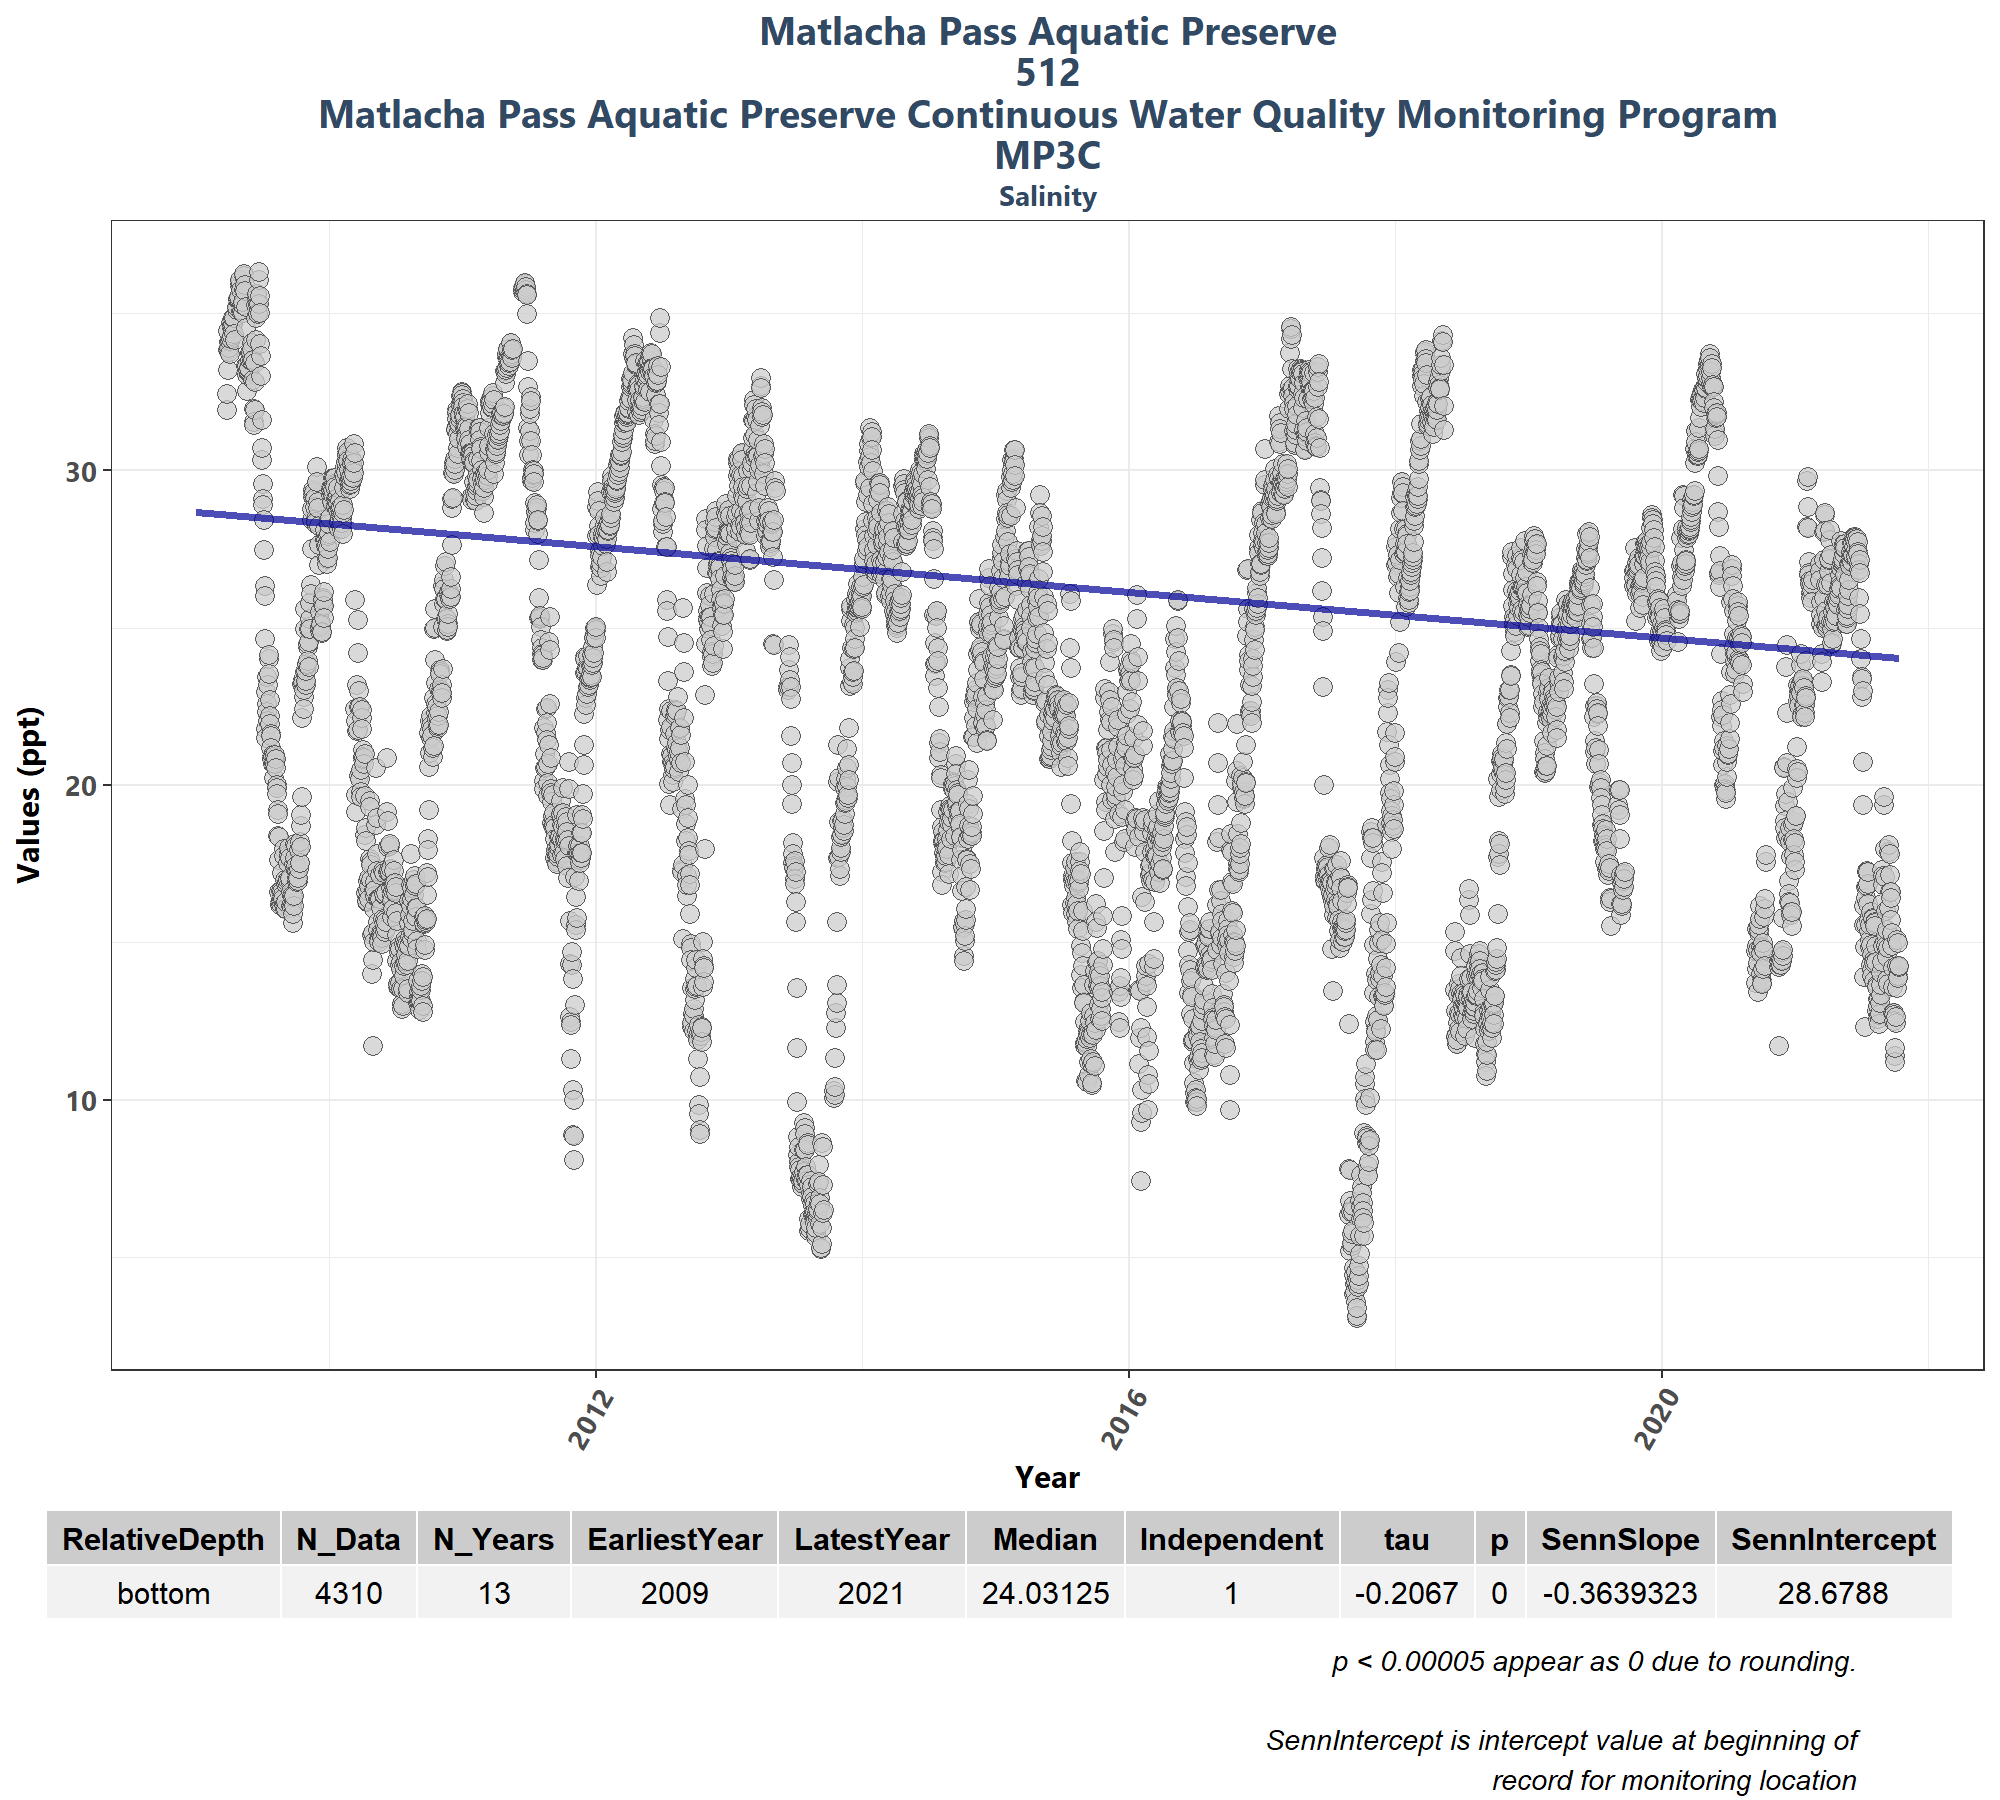 Matlacha Pass Aquatic Preserve
512
Matlacha Pass Aquatic Preserve Continuous Water Quality Monitoring Program
MP3C
Salinity
Values (ppt)
30
20
10
2012
2016
2020
Year
RelativeDepth N_Data N_Years EarliestYear LatestYear Median Independent tau p SennSlope SennIntercept
bottom 4310 13 2009 2021 24.03125 1 -0.2067 0 -0.3639323 28.6788
p < 0.00005 appear as 0 due to rounding.
SennIntercept is intercept value at beginning of
record for monitoring location